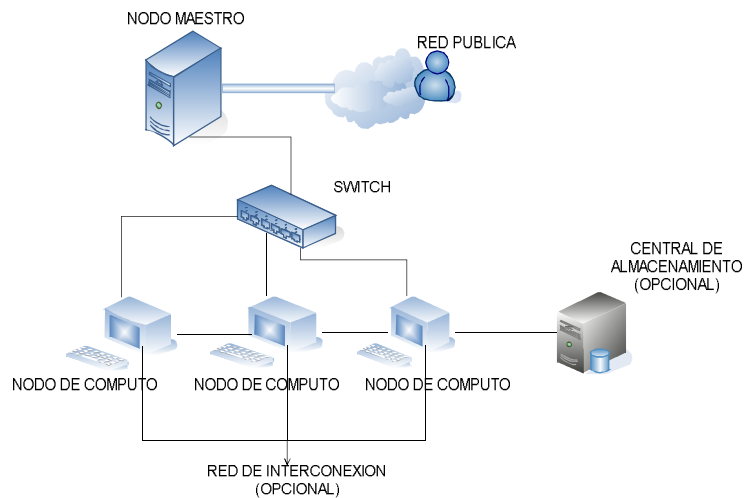 NODO MAESTRO
RED PUBLICA
SWITCH
CENTRAL DE
ALMACENAMIENTO
(OPCIONAL)
NODO DE COMPUTO
NODO DE COMPUTO
NODO DE COMPUTO
RED DE INTERCONEXION
(OPCIONAL)